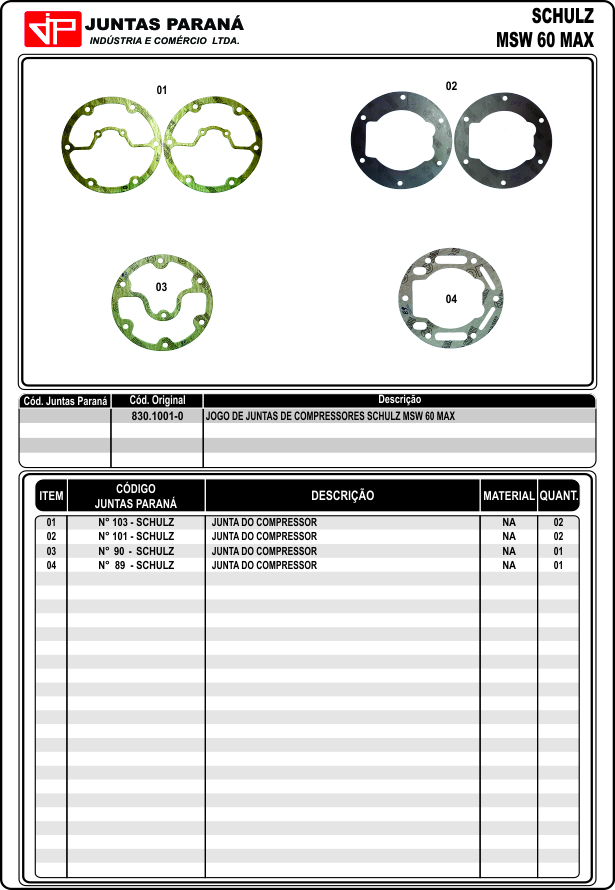 JP
JUNTAS PARANÁ
INDÚSTRIA E COMÉRCIO LTDA.
SCHULZ
MSW 60 MAX
01
02
03
04
Cód. Juntas Paraná Cód. Original Descrição
830.1001-0 JOGO DE JUNTAS DE COMPRESSORES SCHULZ MSW 60 MAX
ITEM CÓDIGO JUNTAS PARANÁ DESCRIÇÃO MATERIAL QUANT.
01 N° 103 - SCHULZ JUNTA DO COMPRESSOR NA 02
02 N° 101 - SCHULZ JUNTA DO COMPRESSOR NA 02
03 N° 90 - SCHULZ JUNTA DO COMPRESSOR NA 01
04 N° 89 - SCHULZ JUNTA DO COMPRESSOR NA 01